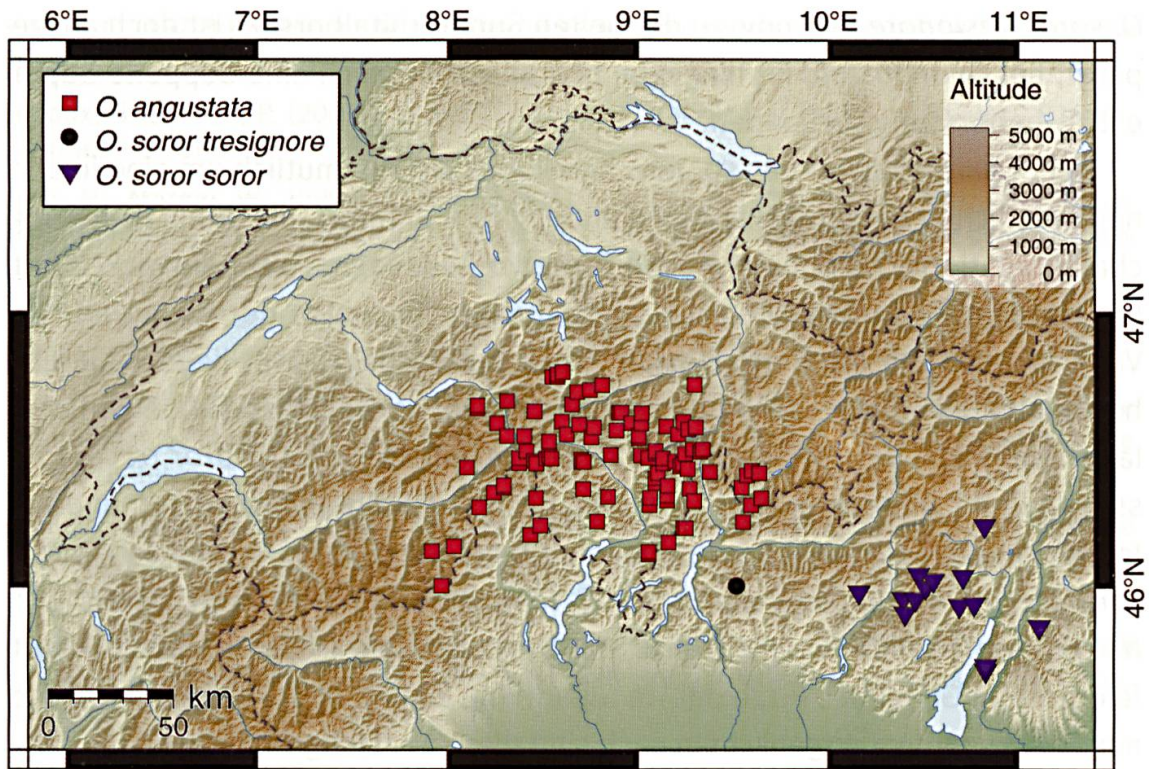 6°E 7°E 8°E 9°E 10°E 11°E
O. angustata
O. soror tresignore
O. soror soror
Altitude
5000 m
4000 m
3000 m
2000 m
1000 m
0 m
47°N
46°N
km
0 50